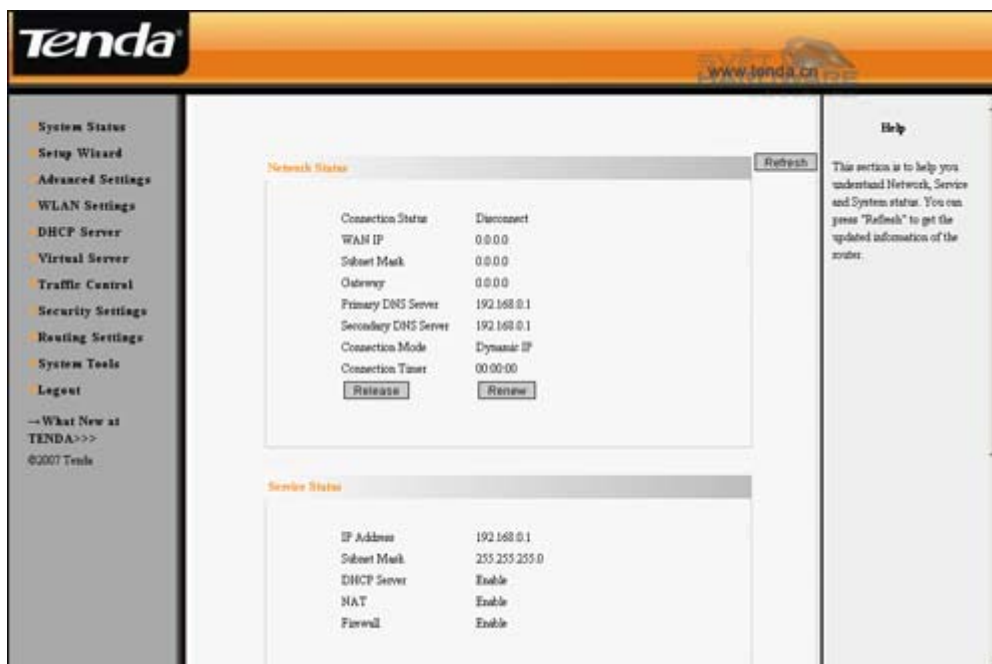 Tenda
www.tenda.cn
SVĚT HARDWARE
System Status
Setup Wizard
Advanced Settings
WLAN Settings
DHCP Server
Virtual Server
Traffic Control
Security Settings
Routing Settings
System Tools
Logout
→What New at
TENDA>>>
©2007 Tenda
Network Status
Refresh
Connection Status Disconnect
WAN IP 0.0.0.0
Subnet Mask 0.0.0.0
Gateway 0.0.0.0
Primary DNS Server 192.168.0.1
Secondary DNS Server 192.168.0.1
Connection Mode Dynamic IP
Connection Timer 00:00:00
Release Renew
Service Status
IP Address 192.168.0.1
Subnet Mask 255.255.255.0
DHCP Server Enable
NAT Enable
Firewall Enable
Help
This section is to help you
understand Network, Service
and System status. You can
press "Refresh" to get the
updated information of the
router.